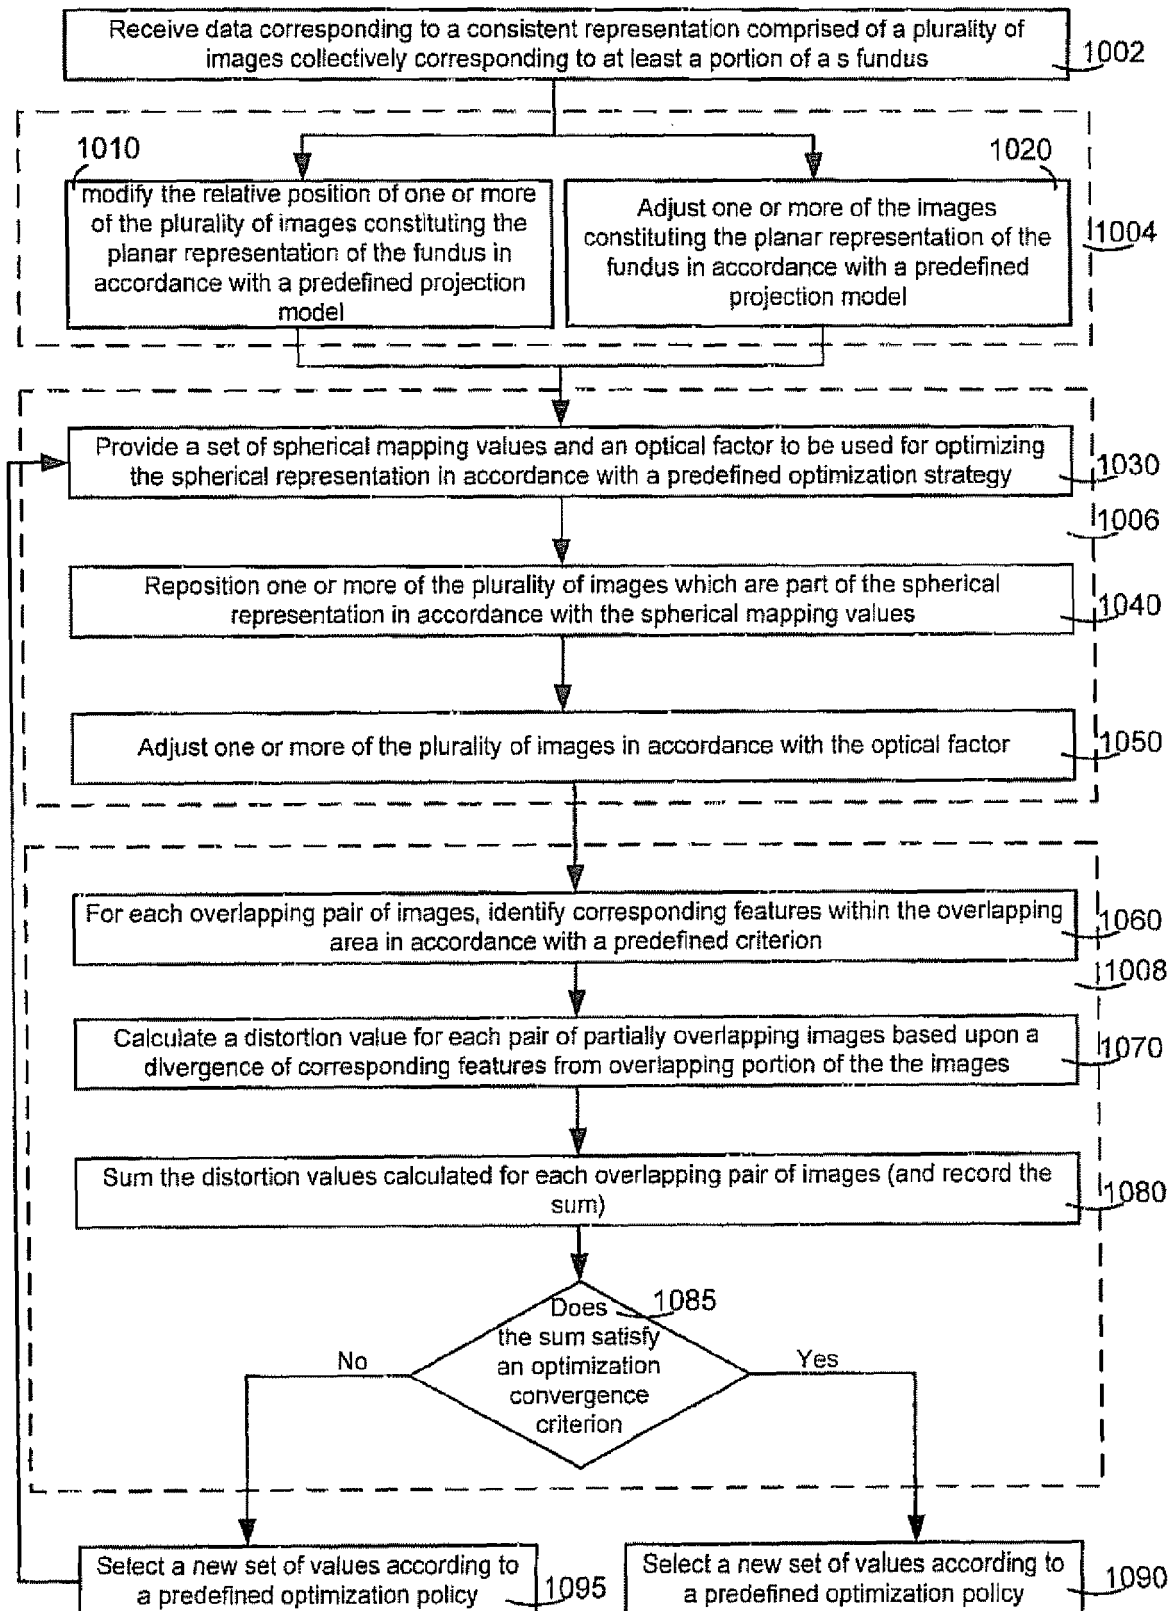 Receive data corresponding to a consistent representation comprised of a plurality of
images collectively corresponding to at least a portion of a s fundus
1002
1010
modify the relative position of one or more
of the plurality of images constituting the
planar representation of the fundus in
accordance with a predefined projection
model
1020
Adjust one or more of the images
constituting the planar representation of the
fundus in accordance with a predefined
projection model
1004
Provide a set of spherical mapping values and an optical factor to be used for optimizing
the spherical representation in accordance with a predefined optimization strategy
1030
1006
Reposition one or more of the plurality of images which are part of the spherical
representation in accordance with the spherical mapping values
1040
Adjust one or more of the plurality of images in accordance with the optical factor
1050
For each overlapping pair of images, identify corresponding features within the overlapping
area in accordance with a predefined criterion
1060
1008
Calculate a distortion value for each pair of partially overlapping images based upon a
divergence of corresponding features from overlapping portion of the the images
1070
Sum the distortion values calculated for each overlapping pair of images (and record the
sum)
1080
1085
Does
the sum satisfy
an optimization
convergence
criterion
No
Yes
Select a new set of values according to
a predefined optimization policy
1095
Select a new set of values according to
a predefined optimization policy
1090